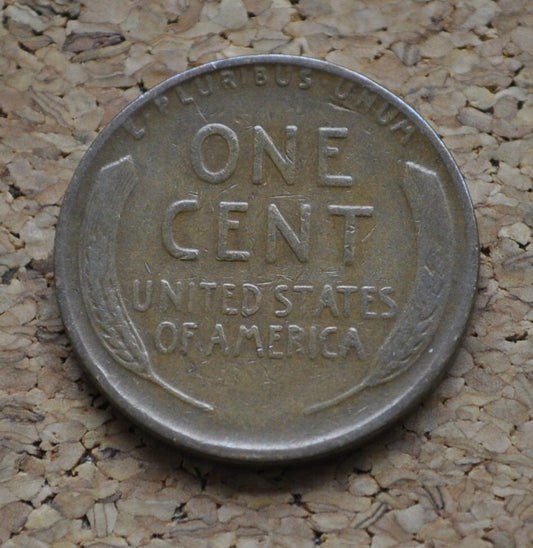 E·PLURIBUS UNUM
ONE
CENT
UNITED STATES
OF AMERICA